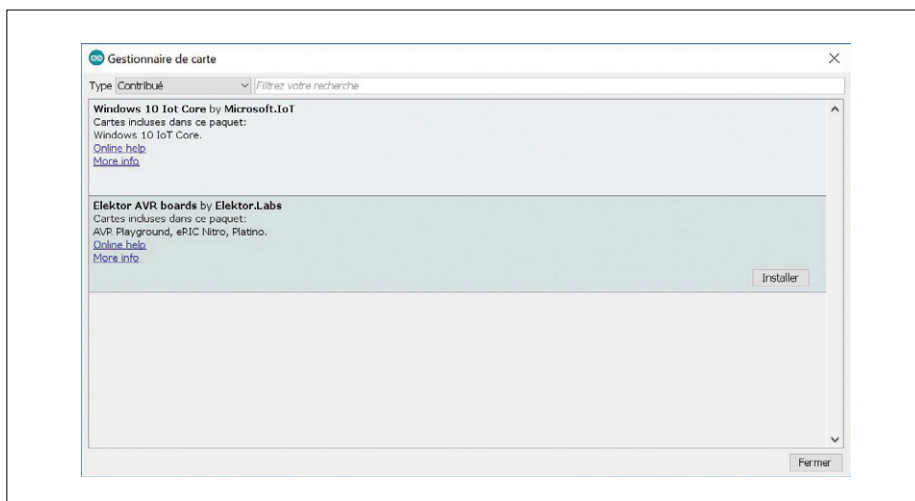 Gestionnaire de carte
Type Contribué Filtrez votre recherche
Windows 10 Iot Core by Microsoft.IoT
Cartes incluses dans ce paquet:
Windows 10 IoT Core.
Online help
More info
Elektor AVR boards by Elektor.Labs
Cartes incluses dans ce paquet:
AVR Playground, ePIC Nitro, Platino.
Online help
More info
Installer
Fermer